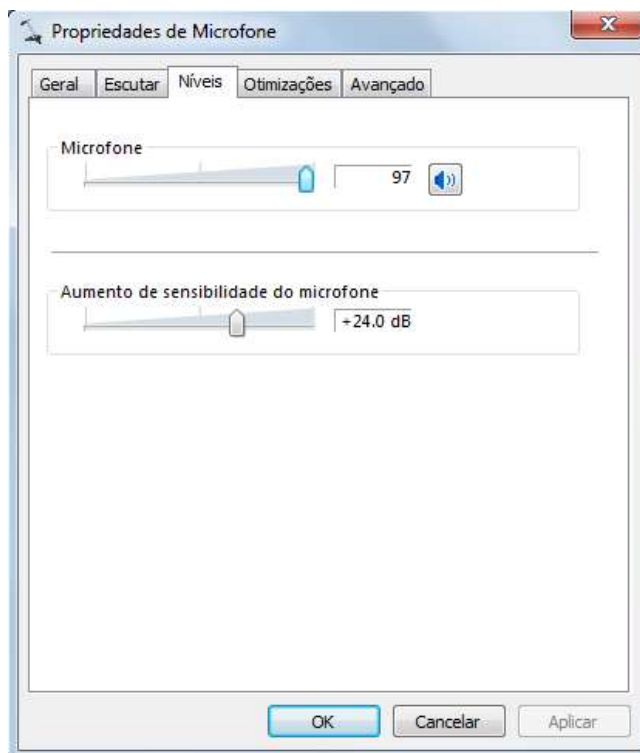 Propriedades de Microfone
Geral Escutar Níveis Otimizações Avançado
Microfone
97
Aumento de sensibilidade do microfone
+24.0 dB
OK Cancelar Aplicar